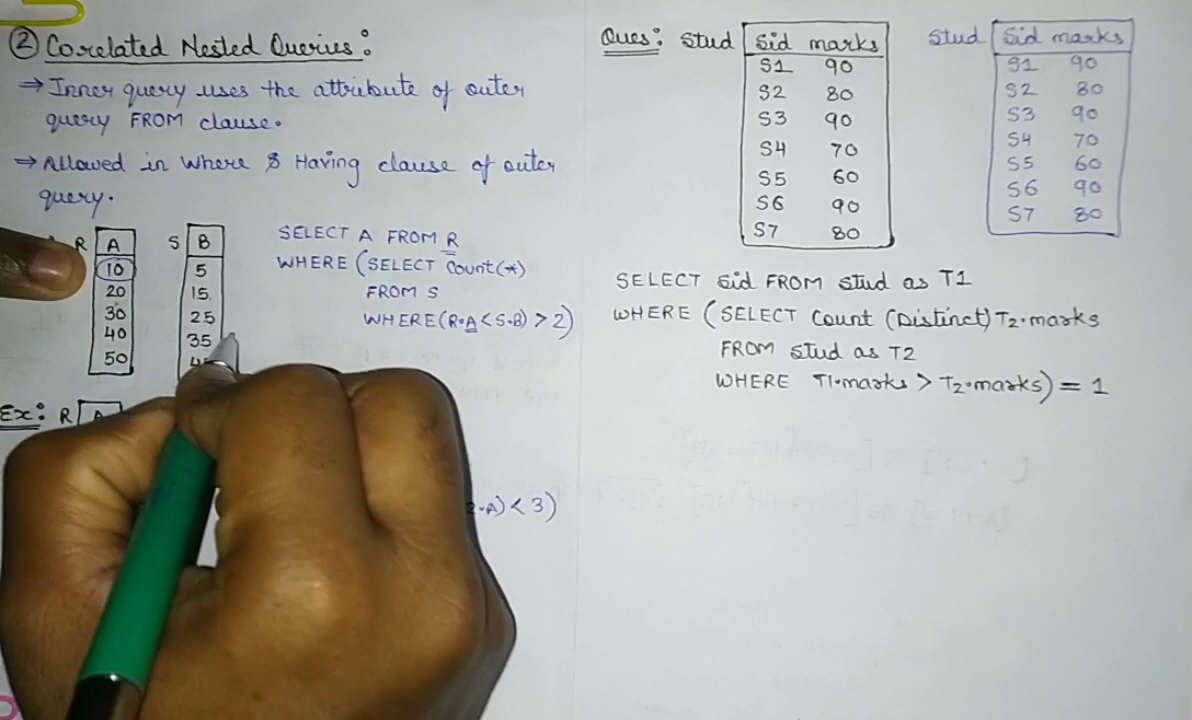 ② Corelated Nested Queries:
→ Inner query uses the attribute of outer
query FROM clause.
→ Allowed in where & Having clause of outer
query.
R A
10
20
30
40
50
S B
5
15
25
35
SELECT A FROM R
WHERE (SELECT Count(*)
FROM S
WHERE(R.A < S.B) > 2)
Ex: R A
.A) < 3)
Ques: Stud Sid marks
S1 90
S2 80
S3 90
S4 70
S5 60
S6 90
S7 80
Stud Sid marks
S1 90
S2 80
S3 90
S4 70
S5 60
S6 90
S7 80
SELECT Sid FROM Stud as T1
WHERE (SELECT Count (Distinct) T2.marks
FROM Stud as T2
WHERE T1.marks > T2.marks) = 1